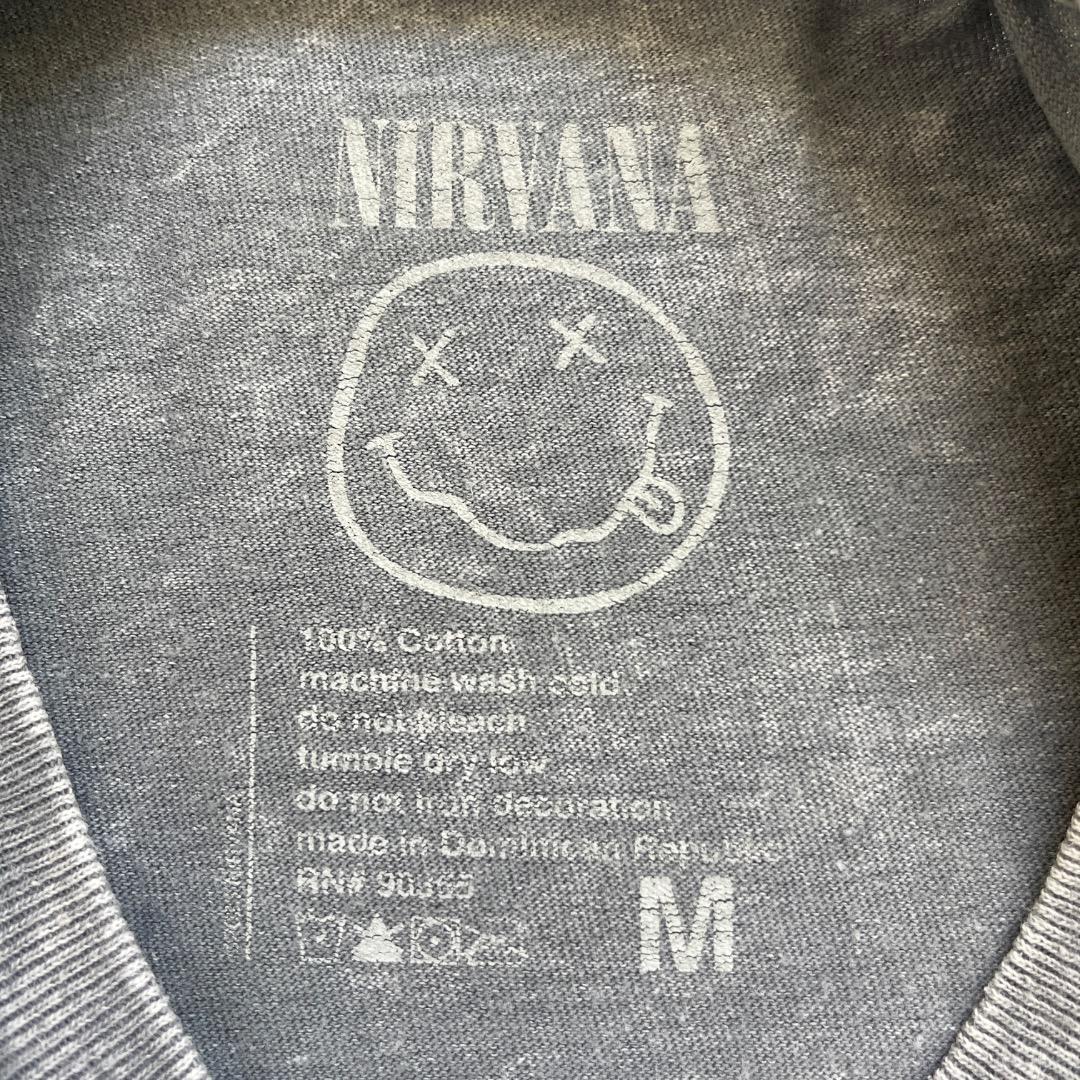 NIRVANA
100% Cotton
machine wash cold
do not bleach
tumble dry low
do not iron decoration
made in Dominican Republic
RN#
M